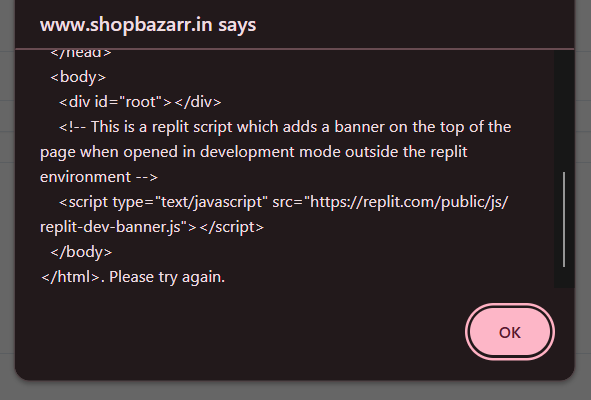 www.shopbazarr.in says
</head>
<body>
<div id="root"></div>
<!-- This is a replit script which adds a banner on the top of the
page when opened in development mode outside the replit
environment -->
<script type="text/javascript" src="https://replit.com/public/js/
replit-dev-banner.js"></script>
</body>
</html>. Please try again.
OK